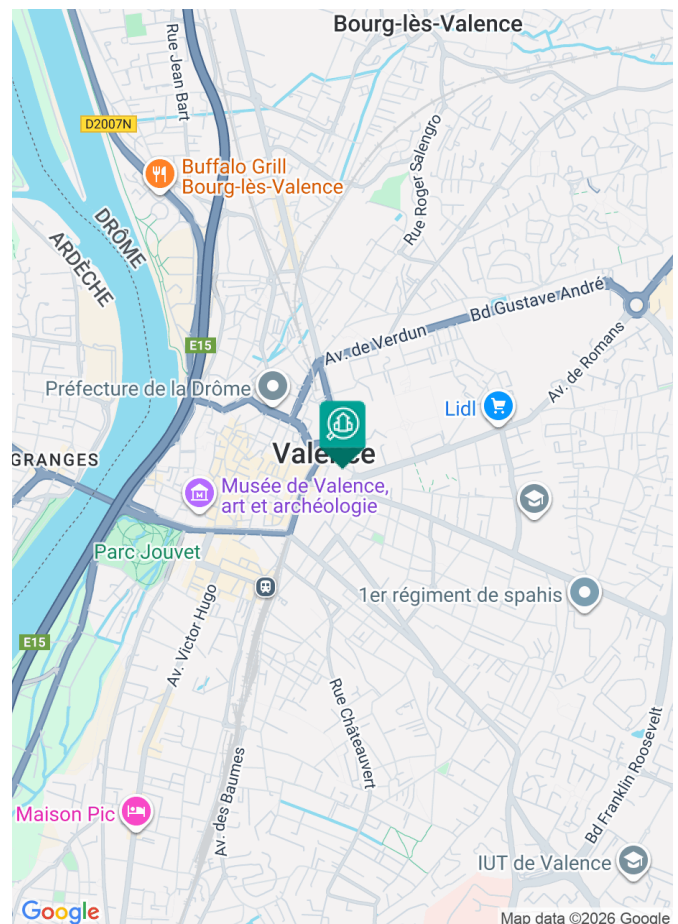 Bourg-lès-Valence
Rue Jean Bart
D2007N
Buffalo Grill
Bourg-lès-Valence
Rue Roger Salengro
DRÔME
ARDÈCHE
Bd Gustave André
Av. de Verdun
E15
Av. de Romans
Préfecture de la Drôme
Lidl
GRANGES
Valence
Musée de Valence,
art et archéologie
Parc Jouvet
1er régiment de spahis
Av. Victor Hugo
E15
Rue Châteauvert
Bd Franklin Roosevelt
Av. des Baumes
Maison Pic
IUT de Valence
Google
Map data ©2026 Google